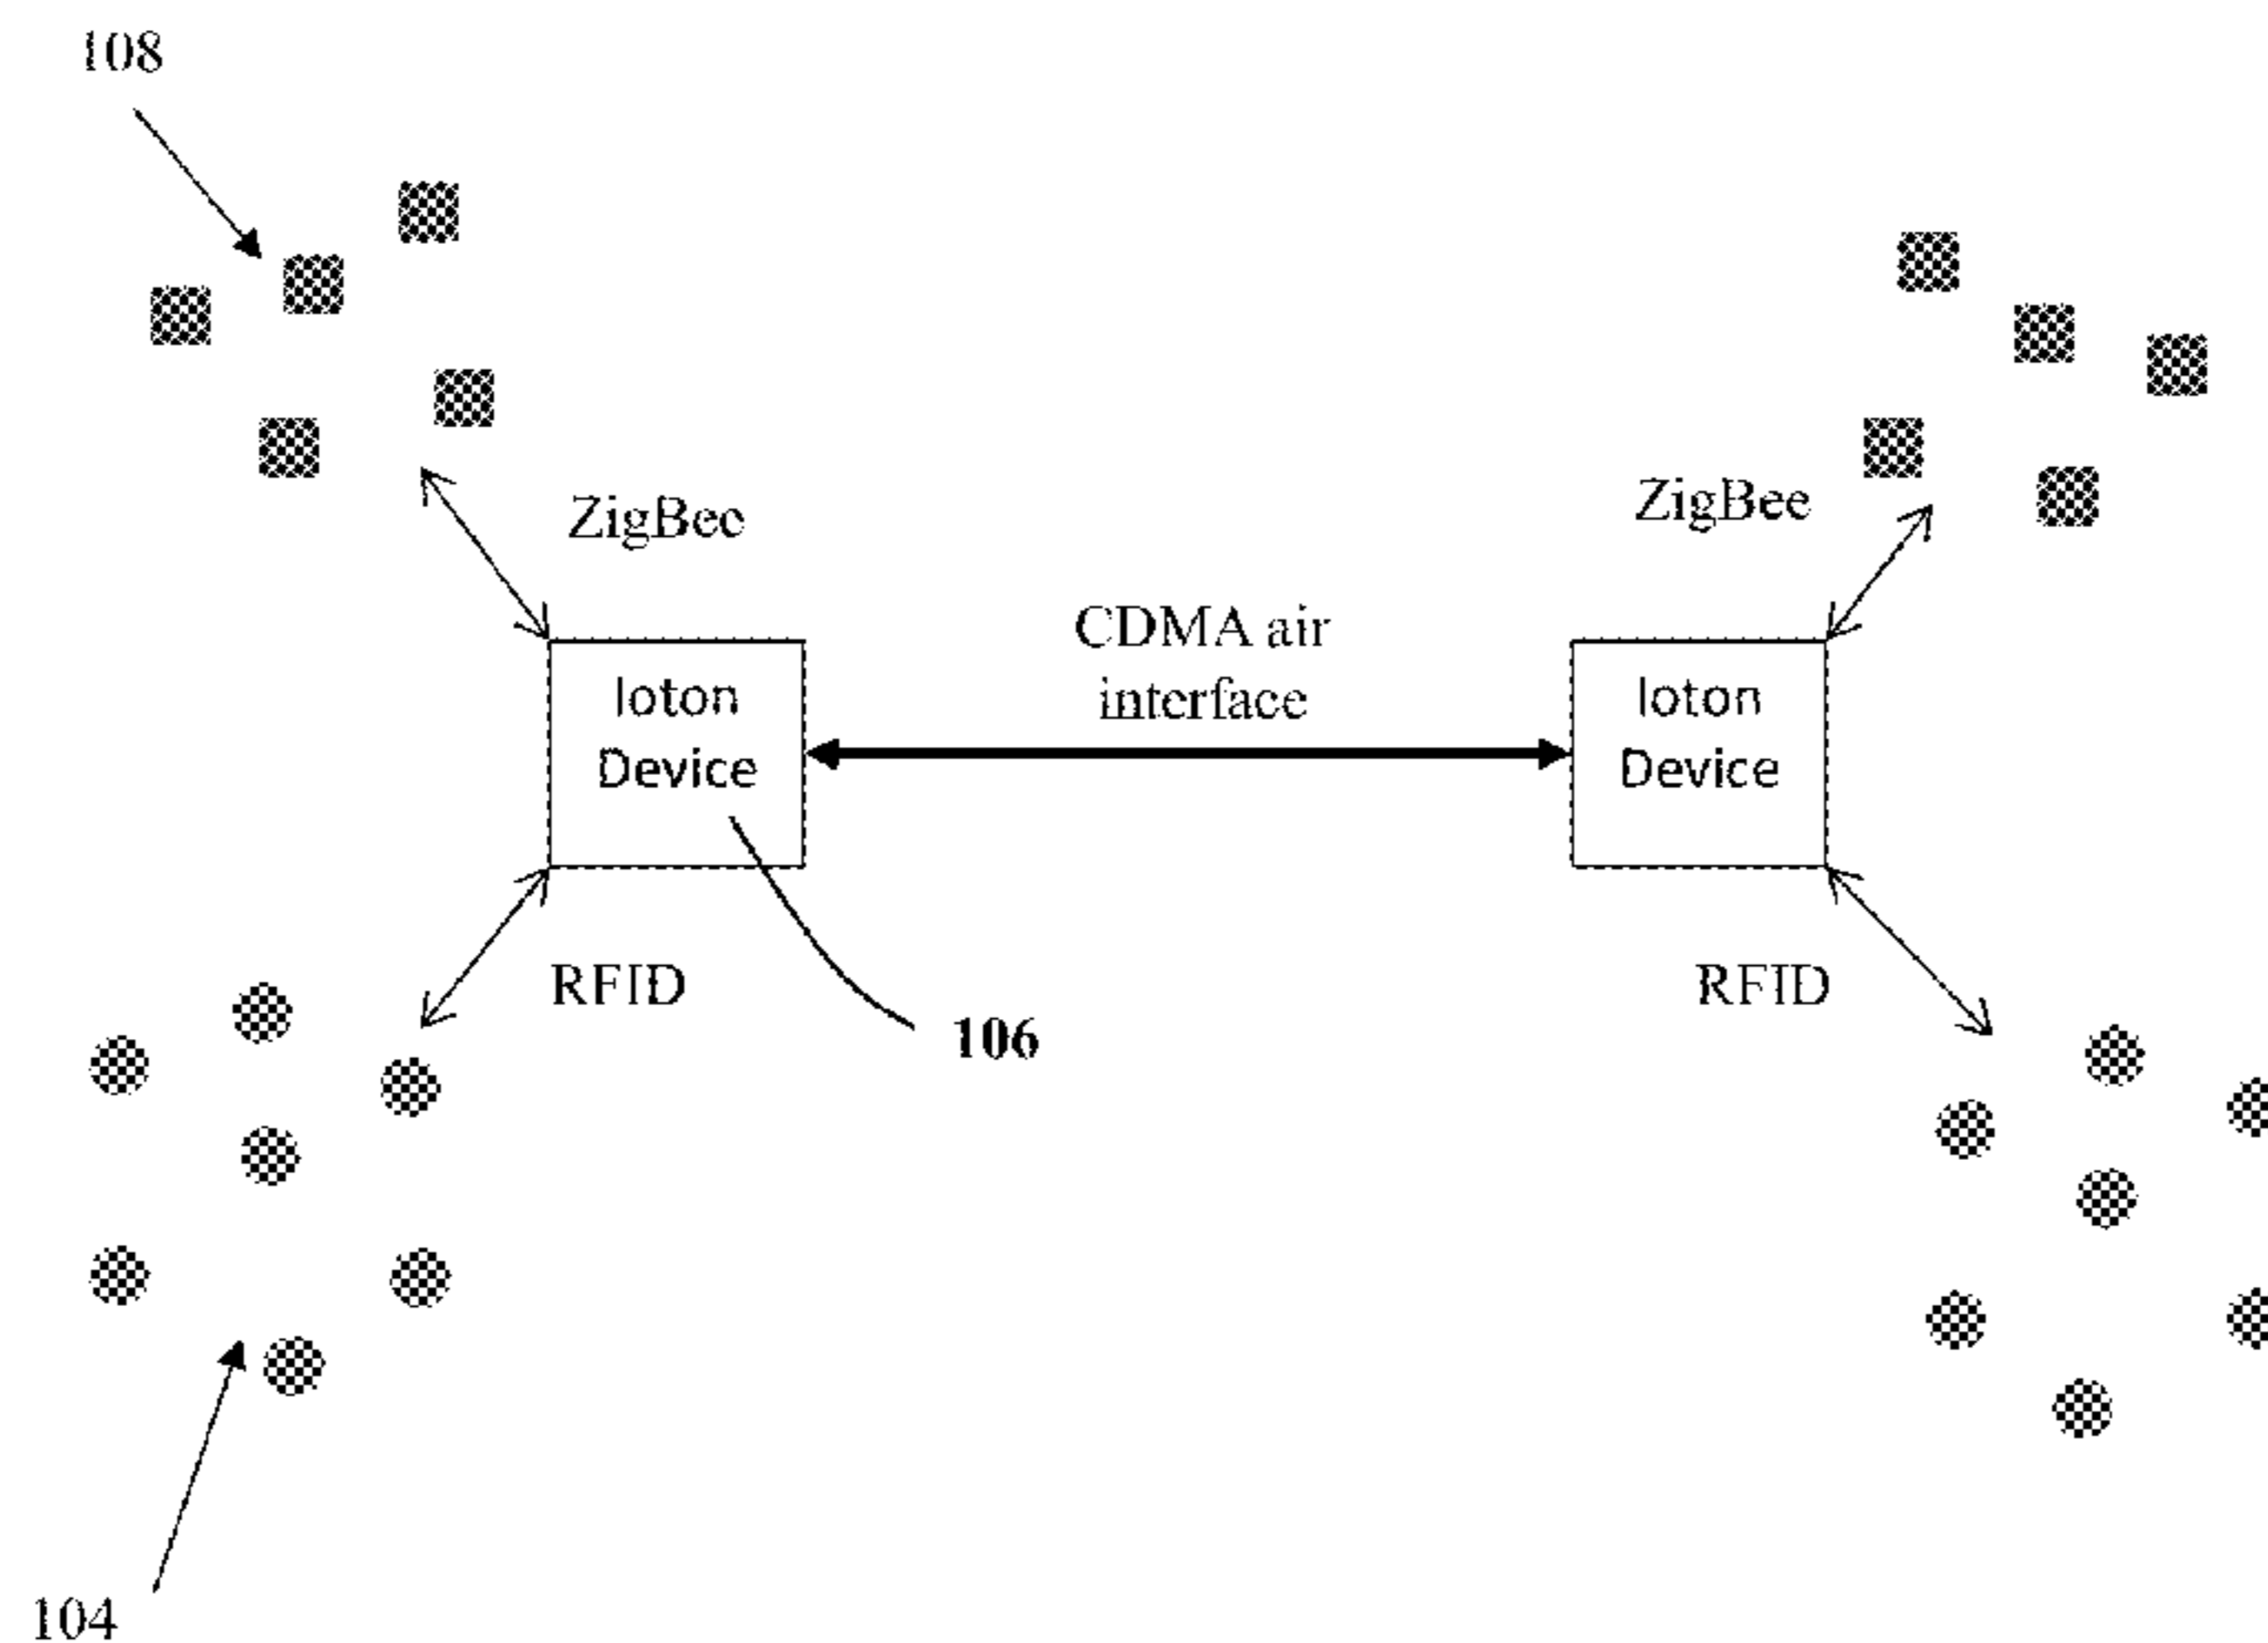 108
ZigBee
ZigBee
CDMA air
interface
Ioton
Device
Ioton
Device
RFID
RFID
106
104